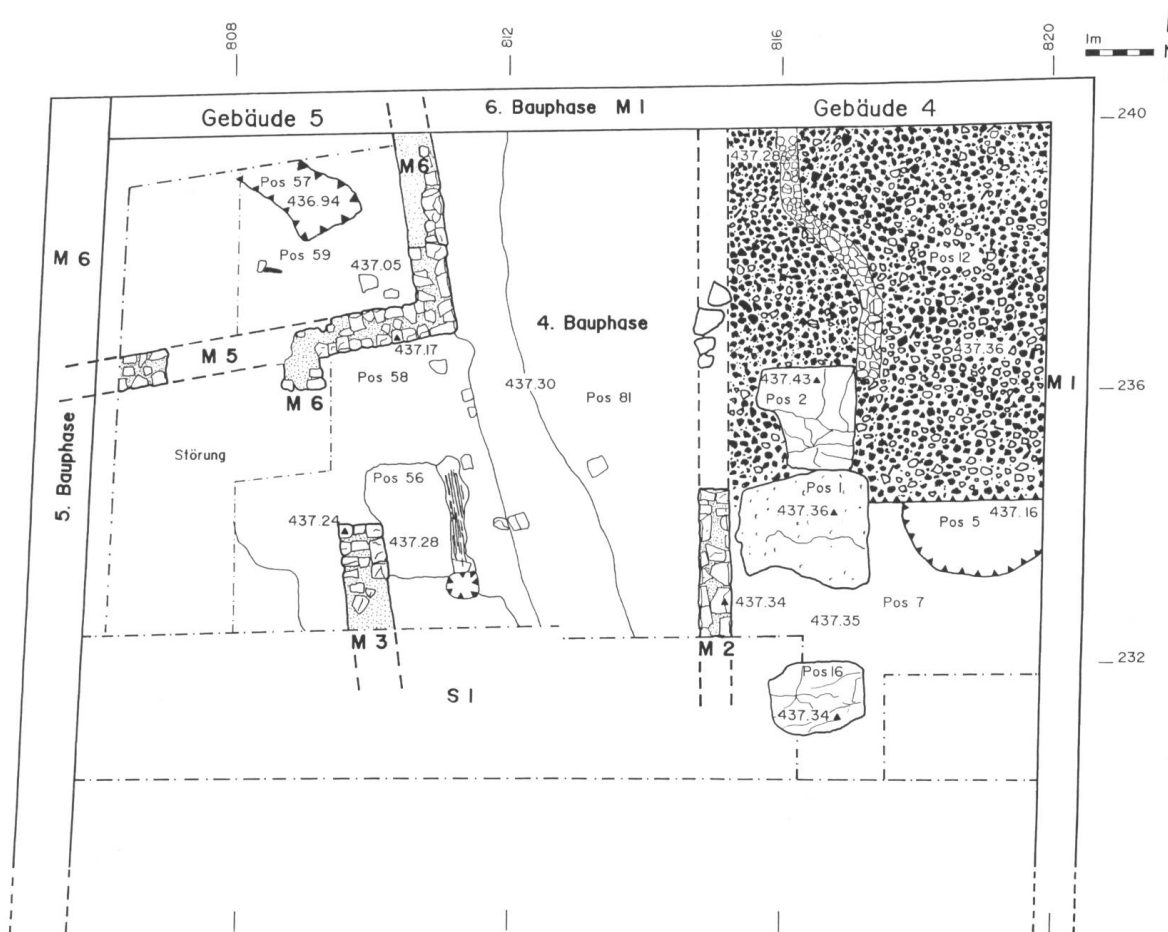 808
812
816
820
1m
N
Gebäude 5
6. Bauphase M 1
Gebäude 4
240
M 6
437.28
Pos 57
436.94
M 6
Pos 59
437.05
Pos 12
4. Bauphase
M 5
437.17
37.36
Pos 58
437.30
437.43
M 1
236
M 6
Pos 2
Pos 81
5. Bauphase
Störung
Pos 56
Pos 1
437.24
437.36
Pos 5
437.16
437.28
437.34
Pos 7
437.35
M 3
M 2
232
Pos 16
S 1
437.34